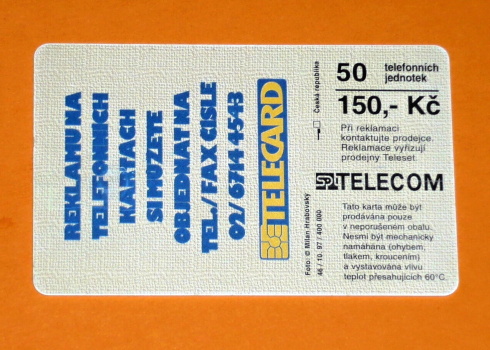 REKLAMU NA
TELEFONNÍCH
KARTÁCH
SI MŮŽETE
OBJEDNAT NA
TEL./FAX ČÍSLE
02/6714 4543
TELECARD
Foto: © Milan Hrabovský
46 / 10. 97 / 400 000
Česká republika
50 telefonních
jednotek
150,- Kč
Při reklamaci
kontaktujte prodejce.
Reklamace vyřizují
prodejny Teleset.
SPT TELECOM
Tato karta může být
prodávána pouze
v neporušeném obalu.
Nesmí být mechanicky
namáhána (ohybem,
tlakem, kroucením)
a vystavována vlivu
teplot přesahujících 60°C.